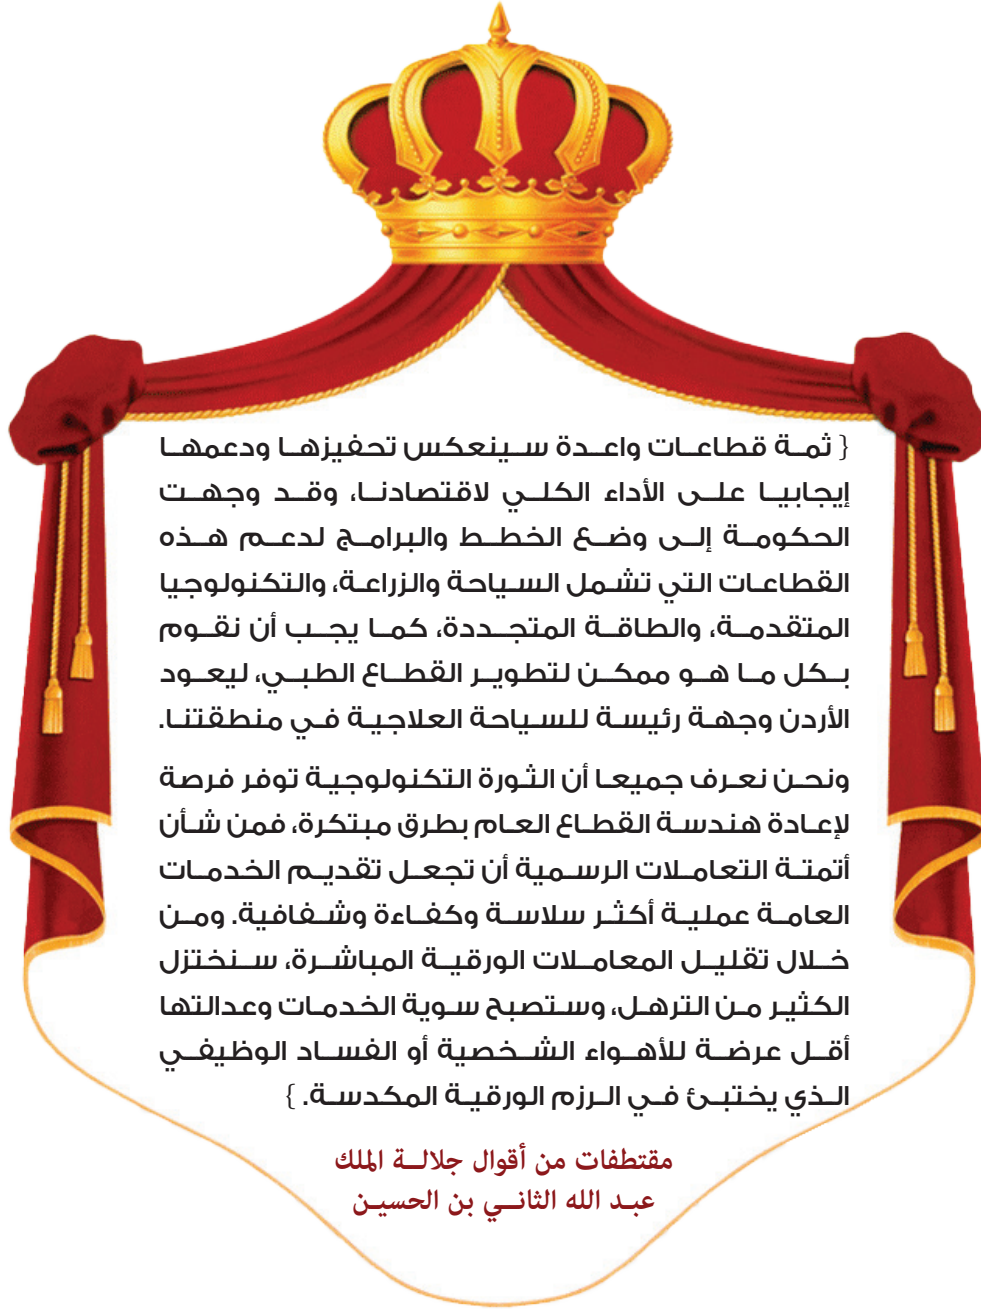 { ثمة قطاعات واعدة سينعكس تحفيزها ودعمها
إيجابيا على الأداء الكلي لاقتصادنا، وقد وجهت
الحكومة إلى وضع الخطط والبرامج لدعم هذه
القطاعات التي تشمل السياحة والزراعة، والتكنولوجيا
المتقدمة، والطاقة المتجددة، كما يجب أن نقوم
بكل ما هو ممكن لتطوير القطاع الطبي، ليعود
الأردن وجهة رئيسة للسياحة العلاجية في منطقتنا.
ونحن نعرف جميعا أن الثورة التكنولوجية توفر فرصة
لإعادة هندسة القطاع العام بطرق مبتكرة، فمن شأن
أتمتة التعاملات الرسمية أن تجعل تقديم الخدمات
العامة عملية أكثر سلاسة وكفاءة وشفافية. ومن
خلال تقليل المعاملات الورقية المباشرة، سنختزل
الكثير من الترهل، وستصبح سوية الخدمات وعدالتها
أقل عرضة للأهواء الشخصية أو الفساد الوظيفي
الذي يختبئ في الرزم الورقية المكدسة. }
مقتطفات من أقوال جلالة الملك
عبد الله الثاني بن الحسين